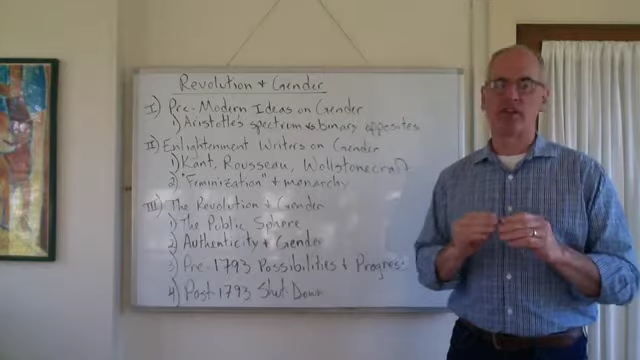 Revolution + Gender
I) Pre-Modern Ideas on Gender
1) Aristotle's spectrum vs binary opposites
II) Enlightenment Writers on Gender
1) Kant, Rousseau, Wollstonecraft
2) "Feminization" + monarchy
III) The Revolution + Gender
1) The Public Sphere
2) Authenticity + Gender
3) Pre-1793 Possibilities + Progress
4) Post 1793 Shut Down